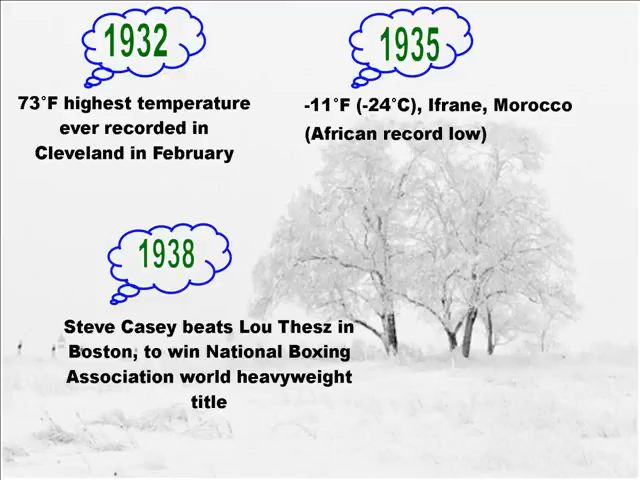 1932
73°F highest temperature
ever recorded in
Cleveland in February
1935
-11°F (-24°C), Ifrane, Morocco
(African record low)
1938
Steve Casey beats Lou Thesz in
Boston, to win National Boxing
Association world heavyweight
title